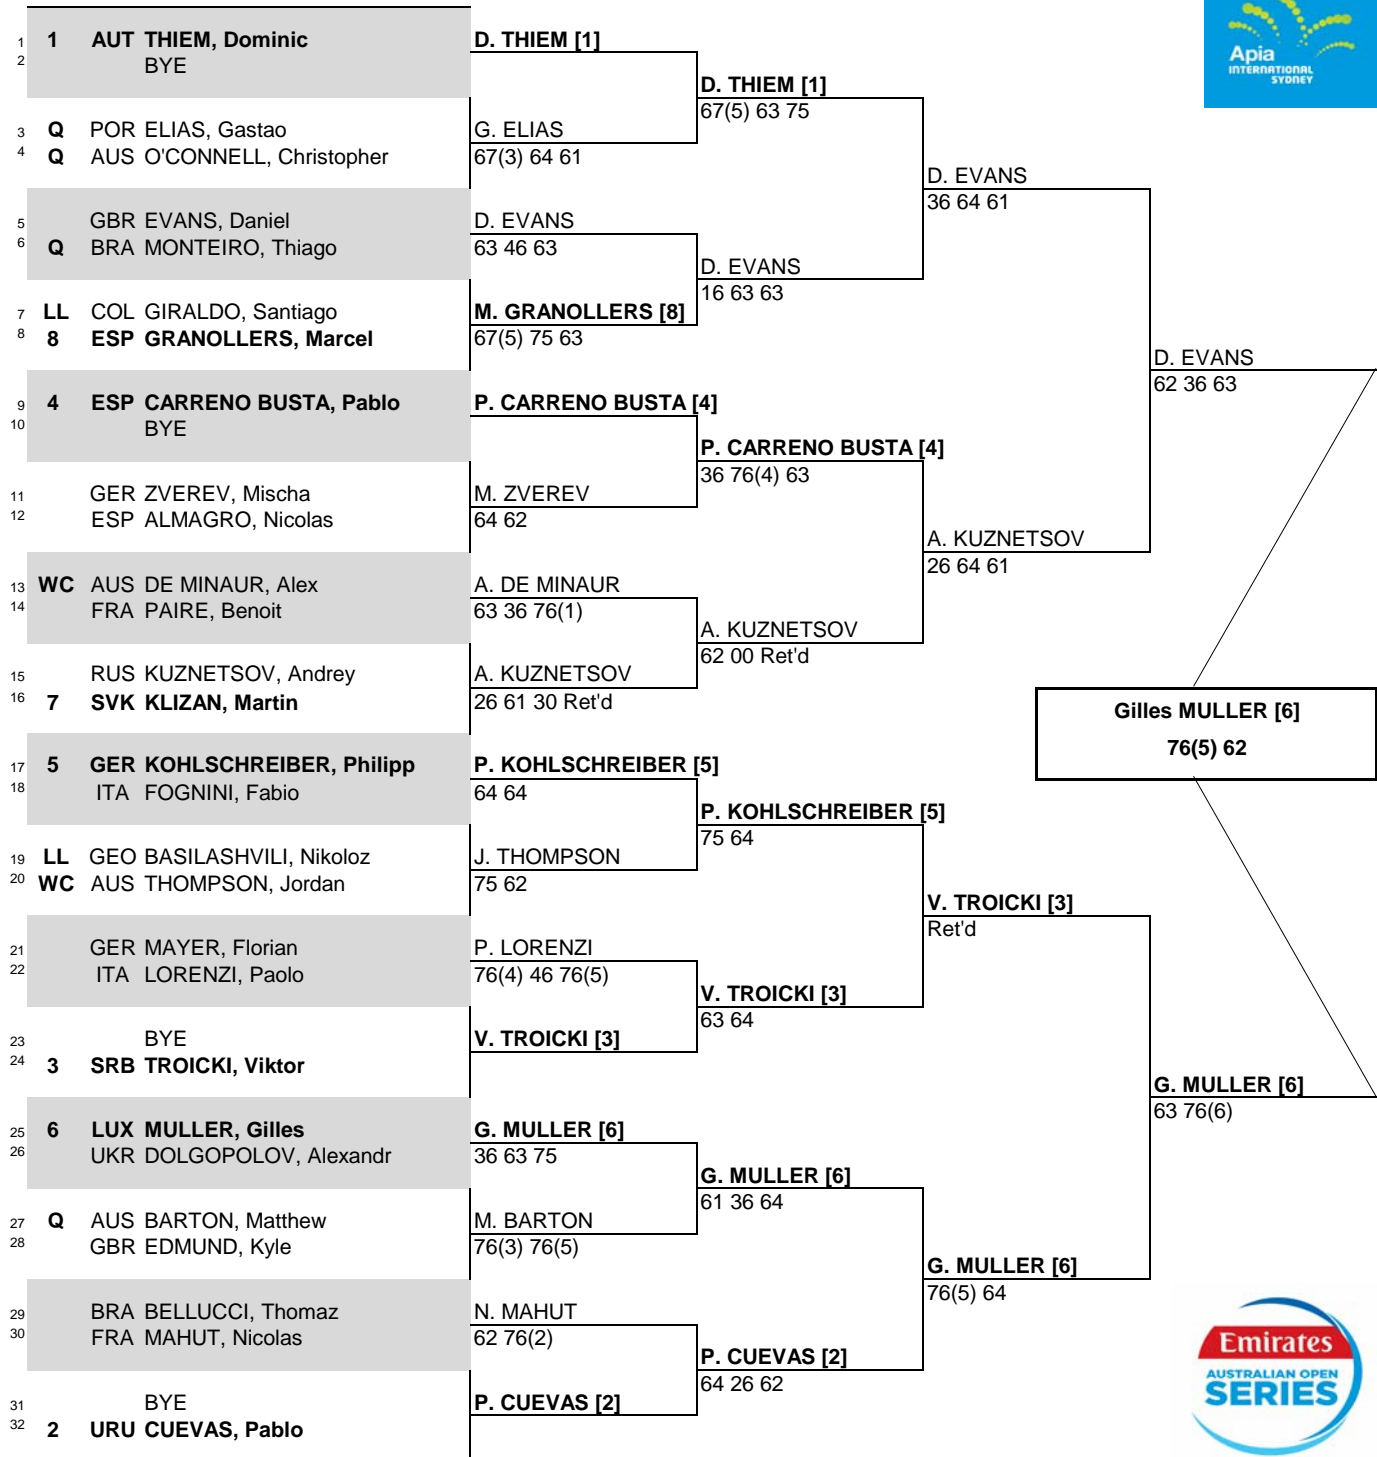 1 1 AUT THIEM, Dominic
2 BYE
3 Q POR ELIAS, Gastao
4 Q AUS O'CONNELL, Christopher
5 GBR EVANS, Daniel
6 Q BRA MONTEIRO, Thiago
7 LL COL GIRALDO, Santiago
8 8 ESP GRANOLLERS, Marcel
9 4 ESP CARRENO BUSTA, Pablo
10 BYE
11 GER ZVEREV, Mischa
12 ESP ALMAGRO, Nicolas
13 WC AUS DE MINAUR, Alex
14 FRA PAIRE, Benoit
15 RUS KUZNETSOV, Andrey
16 7 SVK KLIZAN, Martin
17 5 GER KOHLSCHREIBER, Philipp
18 ITA FOGNINI, Fabio
19 LL GEO BASILASHVILI, Nikoloz
20 WC AUS THOMPSON, Jordan
21 GER MAYER, Florian
22 ITA LORENZI, Paolo
23 BYE
24 3 SRB TROICKI, Viktor
25 6 LUX MULLER, Gilles
26 UKR DOLGOPOLOV, Alexandr
27 Q AUS BARTON, Matthew
28 GBR EDMUND, Kyle
29 BRA BELLUCCI, Thomaz
30 FRA MAHUT, Nicolas
31 BYE
32 2 URU CUEVAS, Pablo
D. THIEM [1]
G. ELIAS
67(3) 64 61
D. EVANS
63 46 63
M. GRANOLLERS [8]
67(5) 75 63
P. CARRENO BUSTA [4]
M. ZVEREV
64 62
A. DE MINAUR
63 36 76(1)
A. KUZNETSOV
26 61 30 Ret'd
P. KOHLSCHREIBER [5]
64 64
J. THOMPSON
75 62
P. LORENZI
76(4) 46 76(5)
V. TROICKI [3]
G. MULLER [6]
36 63 75
M. BARTON
76(3) 76(5)
N. MAHUT
62 76(2)
P. CUEVAS [2]
D. THIEM [1]
67(5) 63 75
D. EVANS
16 63 63
P. CARRENO BUSTA [4]
36 76(4) 63
A. KUZNETSOV
62 00 Ret'd
P. KOHLSCHREIBER [5]
75 64
V. TROICKI [3]
63 64
G. MULLER [6]
61 36 64
P. CUEVAS [2]
64 26 62
D. EVANS
36 64 61
A. KUZNETSOV
26 64 61
V. TROICKI [3]
Ret'd
G. MULLER [6]
76(5) 64
D. EVANS
62 36 63
G. MULLER [6]
63 76(6)
Gilles MULLER [6]
76(5) 62
Apia
INTERNATIONAL
SYDNEY
Emirates
AUSTRALIAN OPEN
SERIES